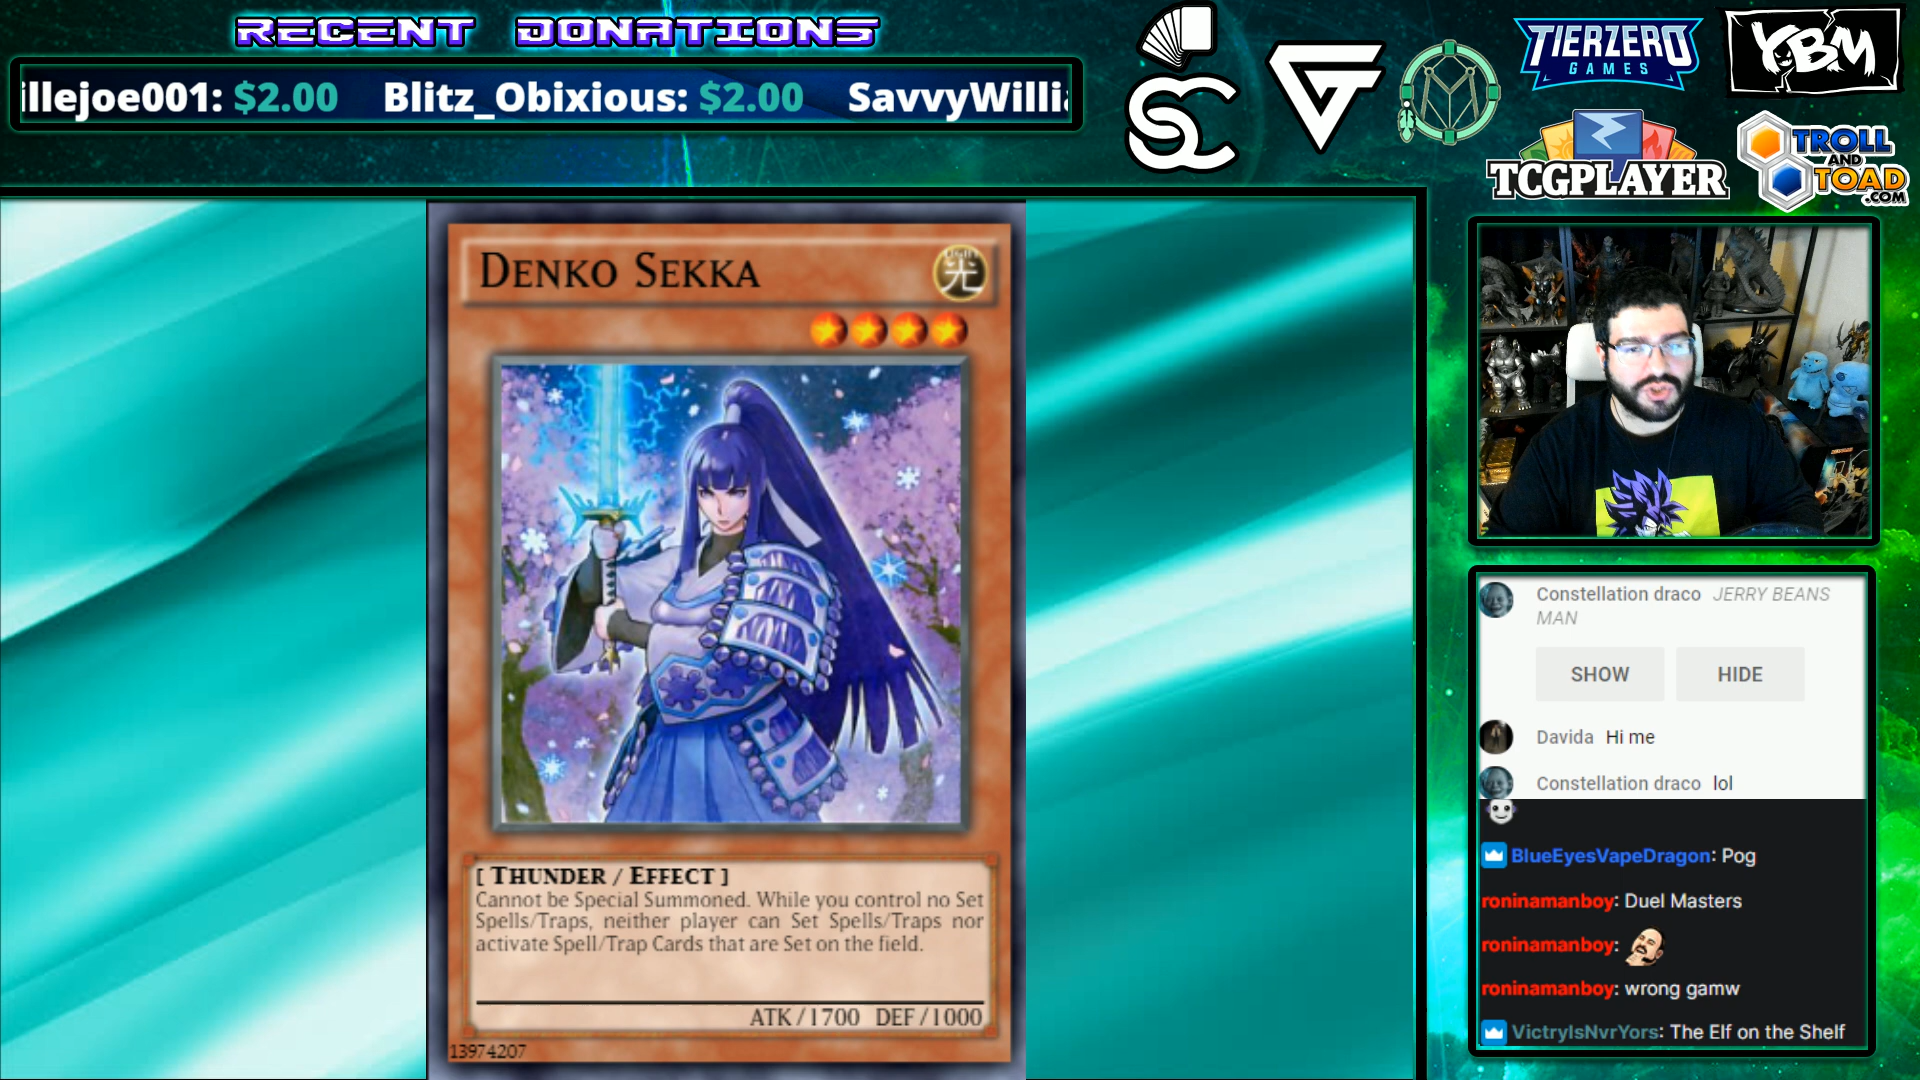 RECENT DONATIONS
illejoe001: $2.00 Blitz_Obixious: $2.00 SavvyWillia
SC
TIERZERO
GAMES
YBM
TCGPLAYER
TROLL
AND
TOAD
.COM
DENKO SEKKA
光
[ THUNDER / EFFECT ]
Cannot be Special Summoned. While you control no Set
Spells/Traps, neither player can Set Spells/Traps nor
activate Spell/Trap Cards that are Set on the field.
ATK/1700 DEF/1000
13974207
Constellation draco JERRY BEANS
MAN
SHOW HIDE
Davida Hi me
Constellation draco lol
BlueEyesVapeDragon: Pog
roninamanboy: Duel Masters
roninamanboy:
roninamanboy: wrong gamw
VictryIsNvrYors: The Elf on the Shelf